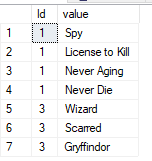 Id value
1 1 Spy
2 1 License to Kill
3 1 Never Aging
4 1 Never Die
5 3 Wizard
6 3 Scarred
7 3 Gryffindor